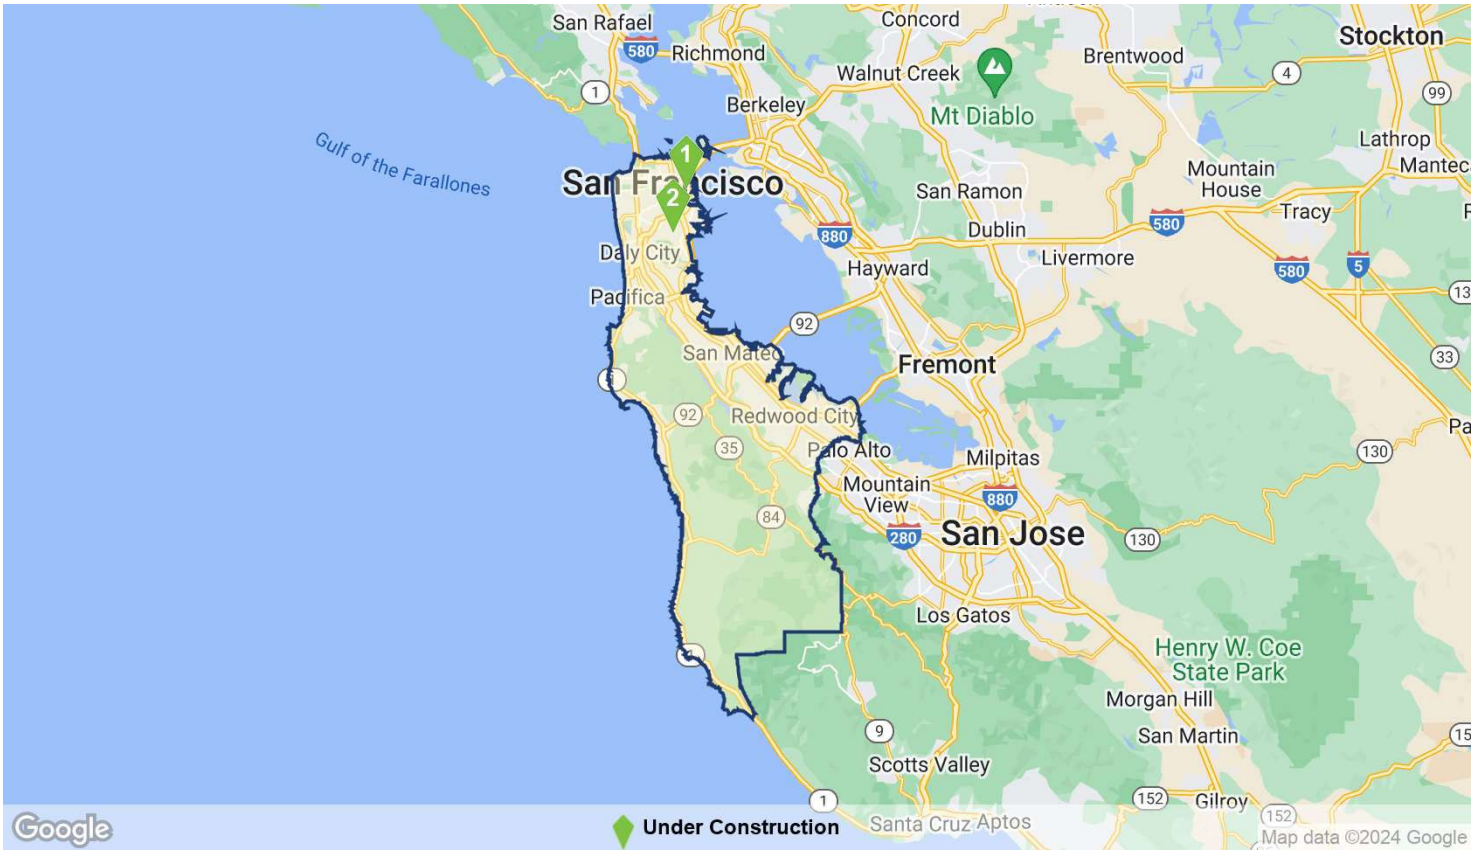 San Rafael
Concord
Stockton
580
Richmond
Brentwood
Walnut Creek
4
1
99
Berkeley
Mt Diablo
Lathrop
Gulf of the Farallones
1
Mountain
House
Mantec
San Francisco
San Ramon
2
Tracy
580
Dublin
880
Daly City
Livermore
Hayward
580
5
Pacifica
13
92
San Mateo
Fremont
33
92
Redwood City
Pa
35
Palo Alto
Milpitas
130
Mountain
View
880
84
280
San Jose
130
Los Gatos
Henry W. Coe
State Park
Morgan Hill
9
San Martin
15
Scotts Valley
1
152
Gilroy
152
Google
Under Construction
Santa Cruz
Aptos
Map data ©2024 Google